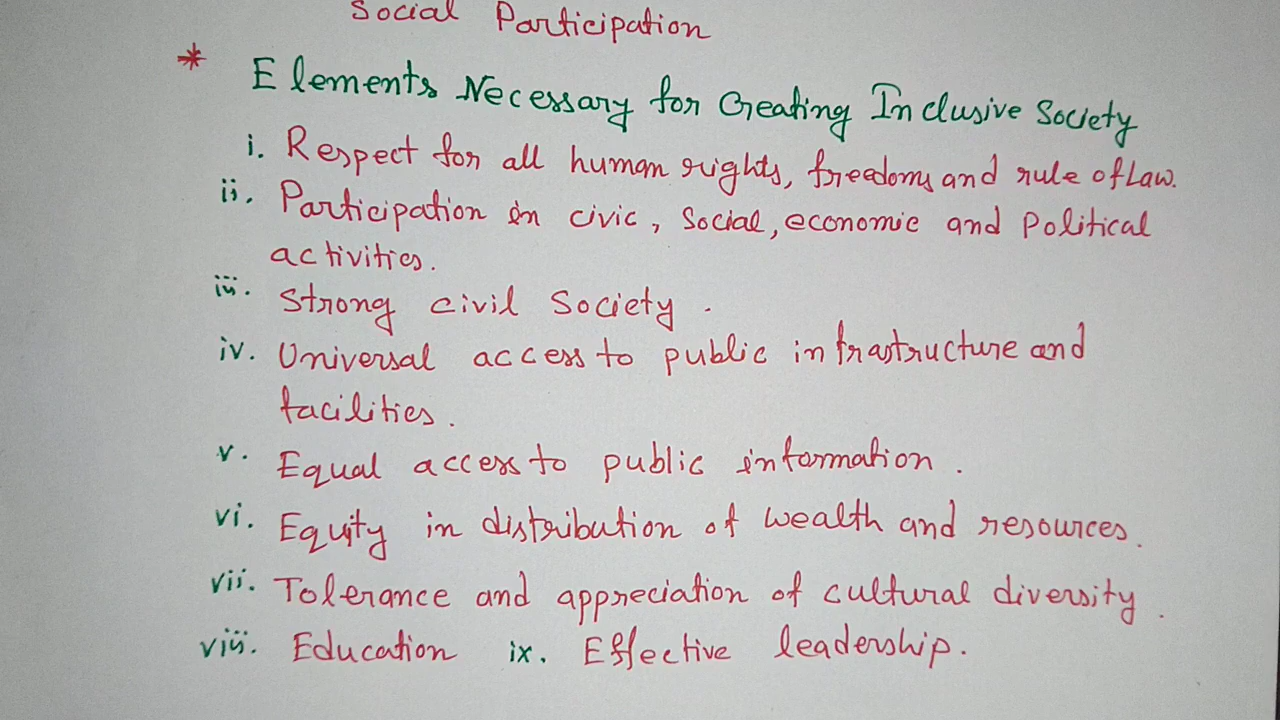 Social Participation
* Elements Necessary for Creating Inclusive Society
i. Respect for all human rights, freedoms and rule of Law.
ii. Participation in civic, Social, economic and Political
activities.
iii. Strong civil Society.
iv. Universal access to public infrastructure and
facilities.
v. Equal access to public information.
vi. Equity in distribution of wealth and resources.
vii. Tolerance and appreciation of cultural diversity.
viii. Education ix. Effective leadership.